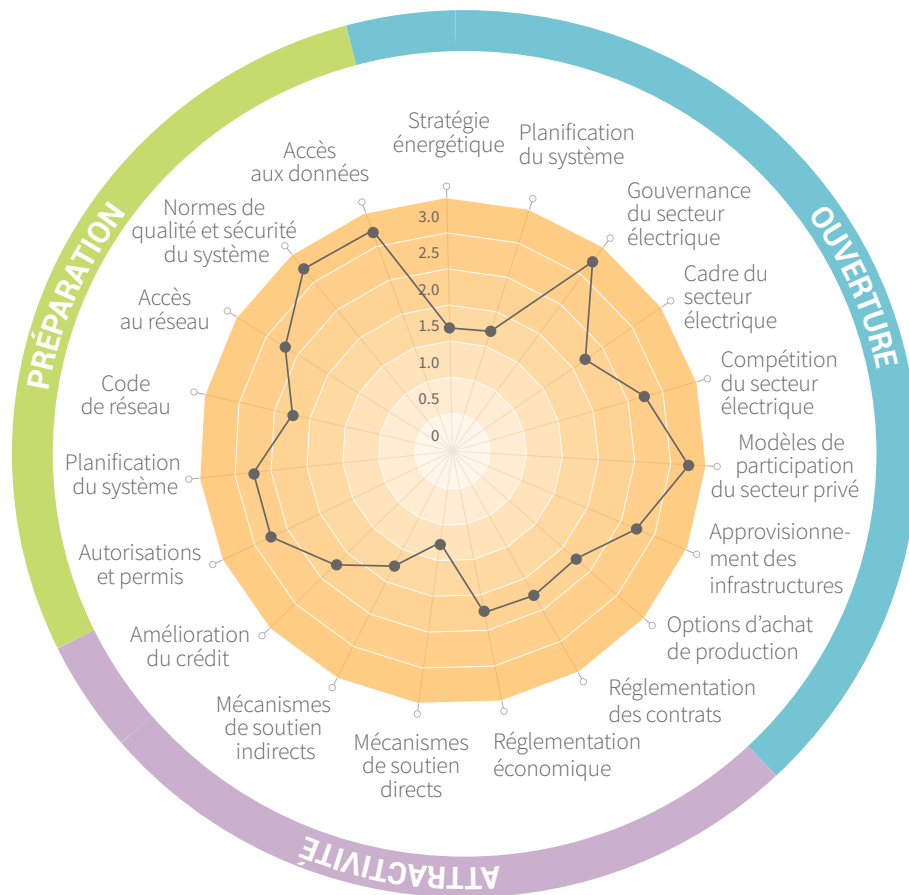 PRÉPARATION
OUVERTURE
ATTRACTIVITÉ
Stratégie
énergétique
Planification
du système
Gouvernance
du secteur
électrique
Cadre du
secteur
électrique
Compétition
du secteur
électrique
Modèles de
participation
du secteur privé
Approvisionne-
ment des
infrastructures
Options d’achat
de production
Réglementation
des contrats
Réglementation
économique
Mécanismes
de soutien
directs
Mécanismes
de soutien
indirects
Amélioration
du crédit
Autorisations
et permis
Planification
du système
Code
de réseau
Accès
au réseau
Normes de
qualité et sécurité
du système
Accès
aux données
3.0
2.5
2.0
1.5
1.0
0.5
0